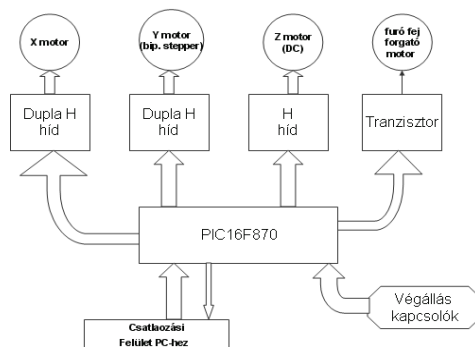 X motor
Y motor
(bip. stepper)
Z motor
(DC)
furó fej
forgató
motor
Dupla H
híd
Dupla H
híd
H
híd
Tranzisztor
PIC16F870
Végállás
kapcsolók
Csatlaozási
Felület PC-hez